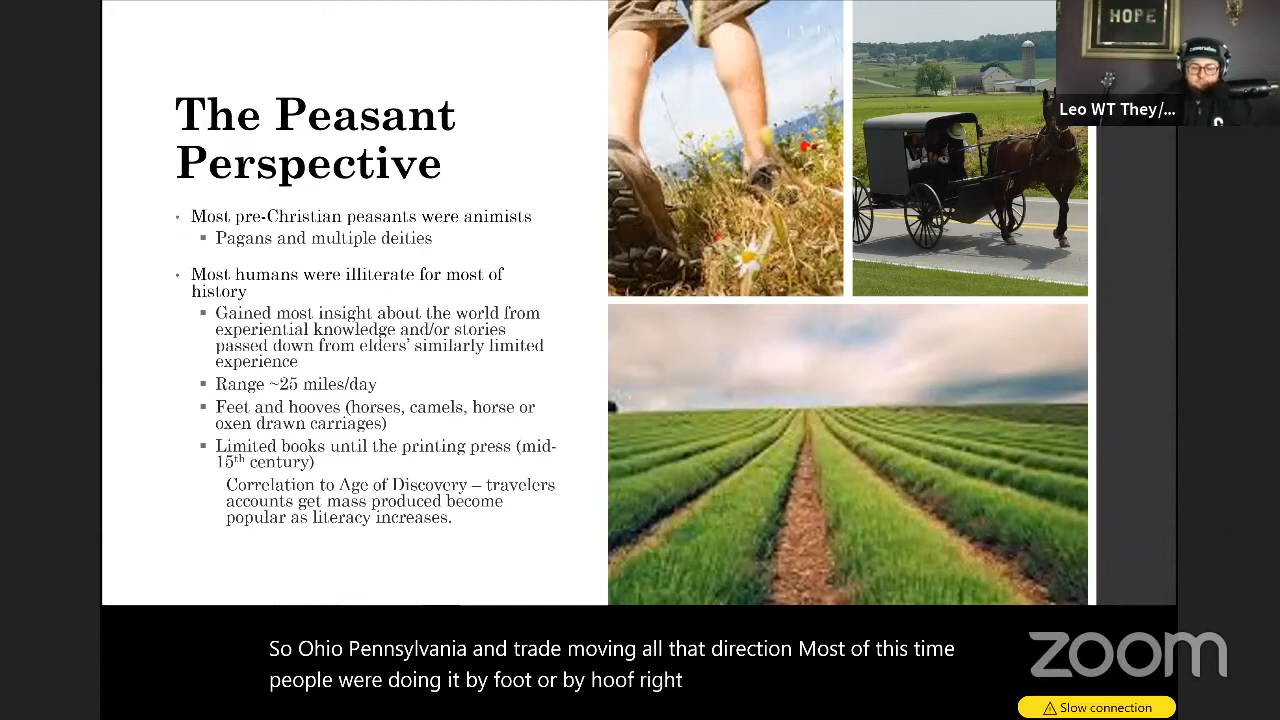 HOPE
Leo WT They/...
The Peasant
Perspective
Most pre-Christian peasants were animists
Pagans and multiple deities
Most humans were illiterate for most of
history
Gained most insight about the world from
experiential knowledge and/or stories
passed down from elders’ similarly limited
experience
Range ~25 miles/day
Feet and hooves (horses, camels, horse or
oxen drawn carriages)
Limited books until the printing press (mid-
15th century)
Correlation to Age of Discovery – travelers
accounts get mass produced become
popular as literacy increases.
So Ohio Pennsylvania and trade moving all that direction Most of this time
people were doing it by foot or by hoof right
zoom
Slow connection